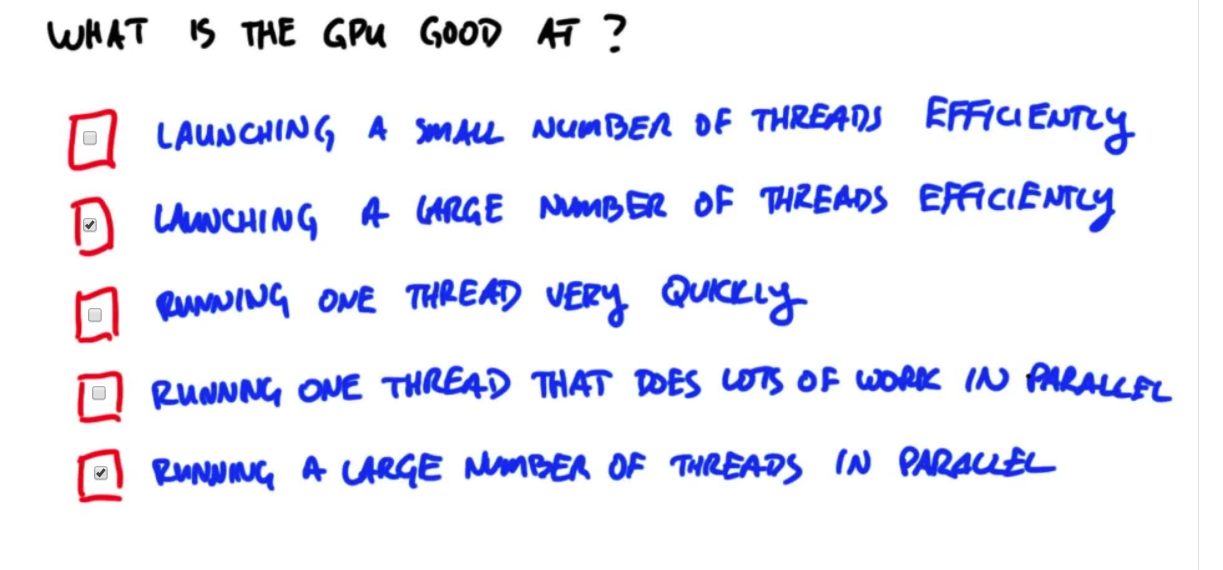 WHAT IS THE GPU GOOD AT ?
LAUNCHING A SMALL NUMBER OF THREADS EFFICIENTLY
LAUNCHING A LARGE NUMBER OF THREADS EFFICIENTLY
RUNNING ONE THREAD VERY QUICKLY
RUNNING ONE THREAD THAT DOES LOTS OF WORK IN PARALLEL
RUNNING A LARGE NUMBER OF THREADS IN PARALLEL